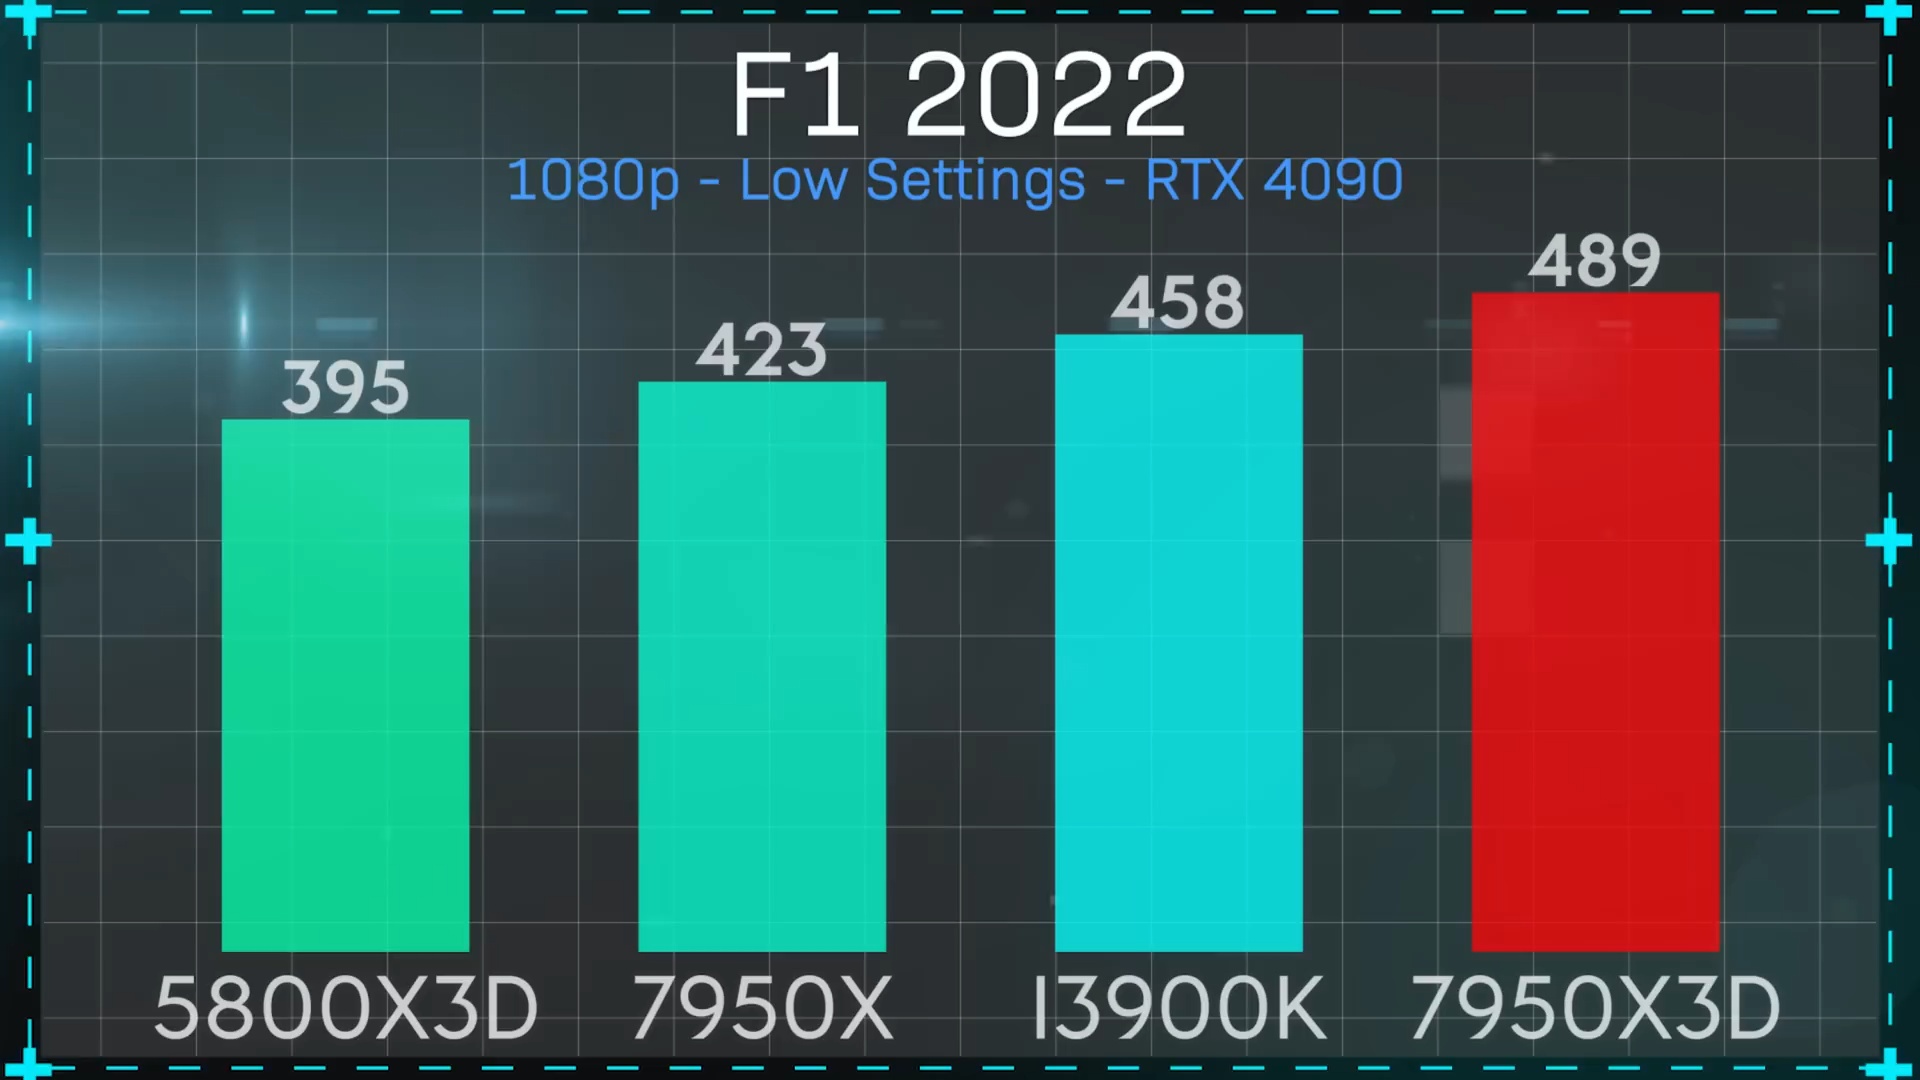 F1 2022
1080p - Low Settings - RTX 4090
395
423
458
489
5800X3D
7950X
I3900K
7950X3D